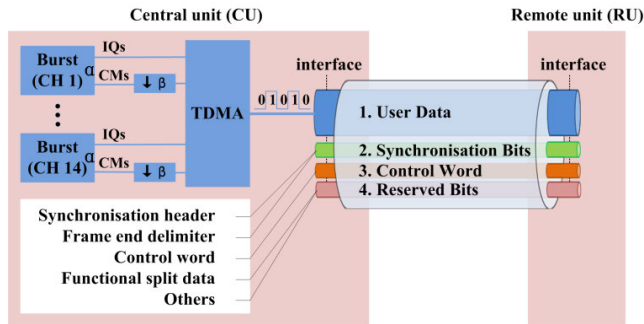 Central unit (CU)
Remote unit (RU)
Burst
(CH 1)
α
IQs
CMs
↓ β
Burst
(CH 14)
α
IQs
CMs
↓ β
TDMA
0 1 0 1 0
interface
interface
1. User Data
2. Synchronisation Bits
3. Control Word
4. Reserved Bits
Synchronisation header
Frame end delimiter
Control word
Functional split data
Others